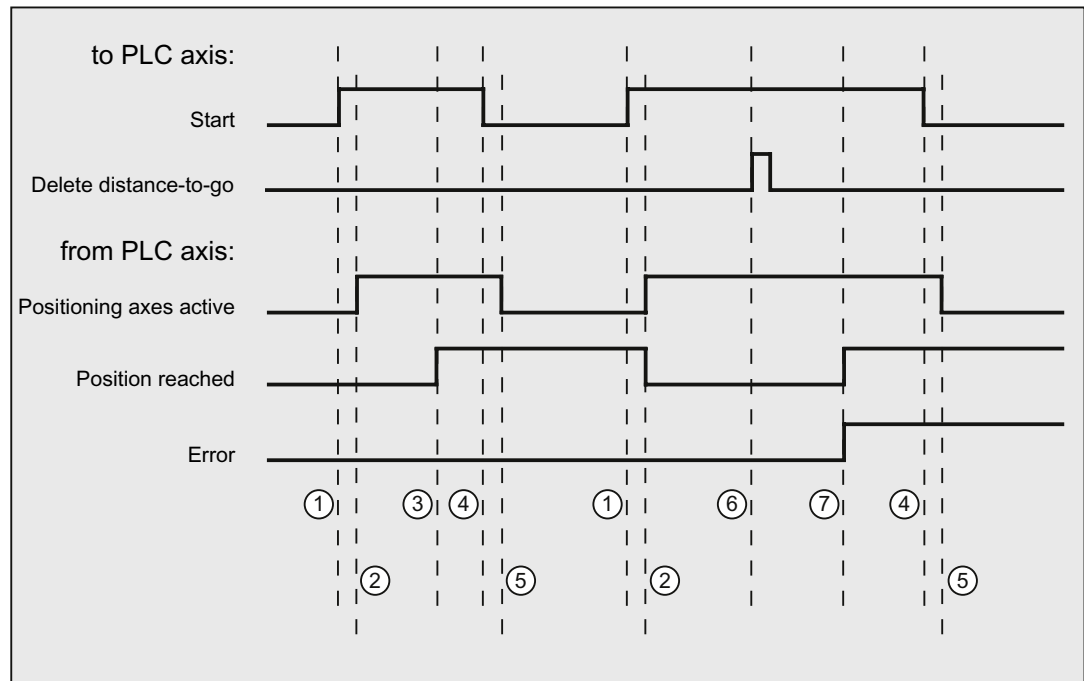 to PLC axis:
Start
Delete distance-to-go
from PLC axis:
Positioning axes active
Position reached
Error
1 3 4 1 6 7 4
2 5 2 5